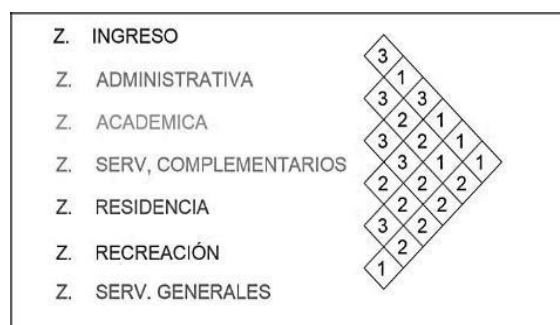 Z. INGRESO
Z. ADMINISTRATIVA
Z. ACADEMICA
Z. SERV, COMPLEMENTARIOS
Z. RESIDENCIA
Z. RECREACIÓN
Z. SERV. GENERALES
3
1
3 3
2 1
3 2 1
3 1 1
2 2 2
2 2
3 2
2
1